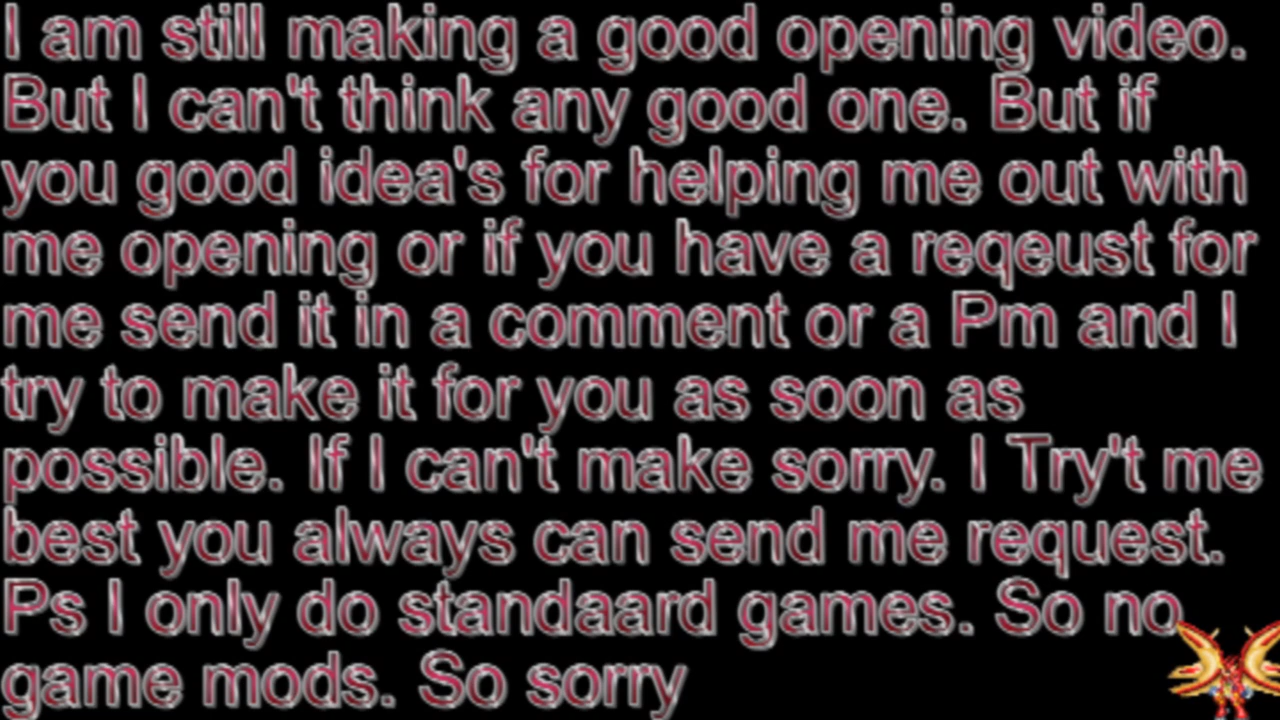 I am still making a good opening video.
But I can't think any good one. But if
you good idea's for helping me out with
me opening or if you have a reqeust for
me send it in a comment or a Pm and I
try to make it for you as soon as
possible. If I can't make sorry. I Try't me
best you always can send me request.
Ps I only do standaard games. So no
game mods. So sorry